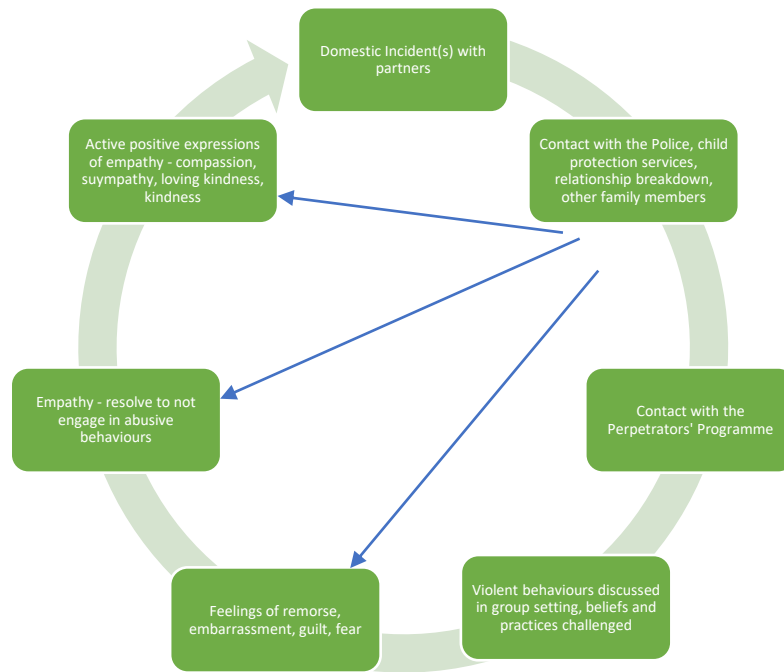 Domestic Incident(s) with
partners
Contact with the Police, child
protection services,
relationship breakdown,
other family members
Contact with the
Perpetrators' Programme
Violent behaviours discussed
in group setting, beliefs and
practices challenged
Feelings of remorse,
embarrassment, guilt, fear
Empathy - resolve to not
engage in abusive
behaviours
Active positive expressions
of empathy - compassion,
suympathy, loving kindness,
kindness